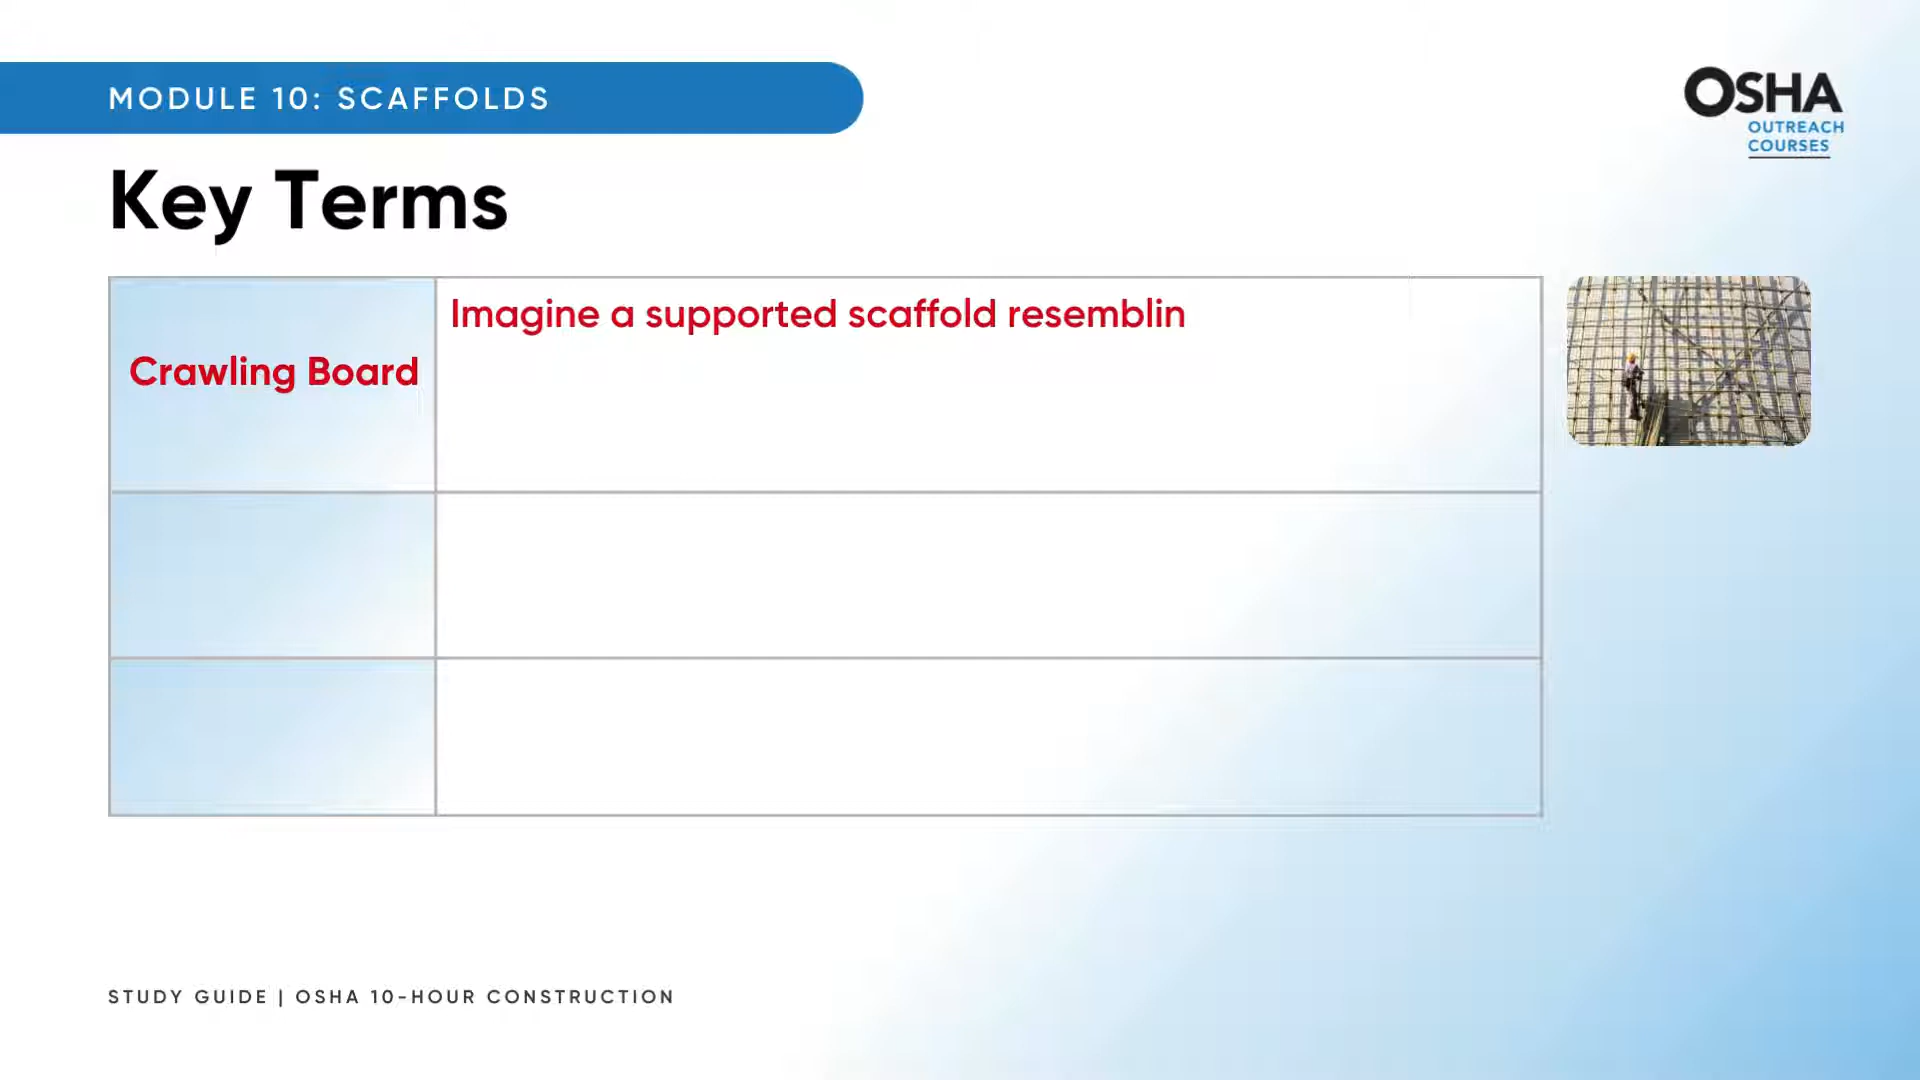 MODULE 10: SCAFFOLDS
OSHA
OUTREACH
COURSES
Key Terms
Crawling Board
Imagine a supported scaffold resemblin
STUDY GUIDE | OSHA 10-HOUR CONSTRUCTION